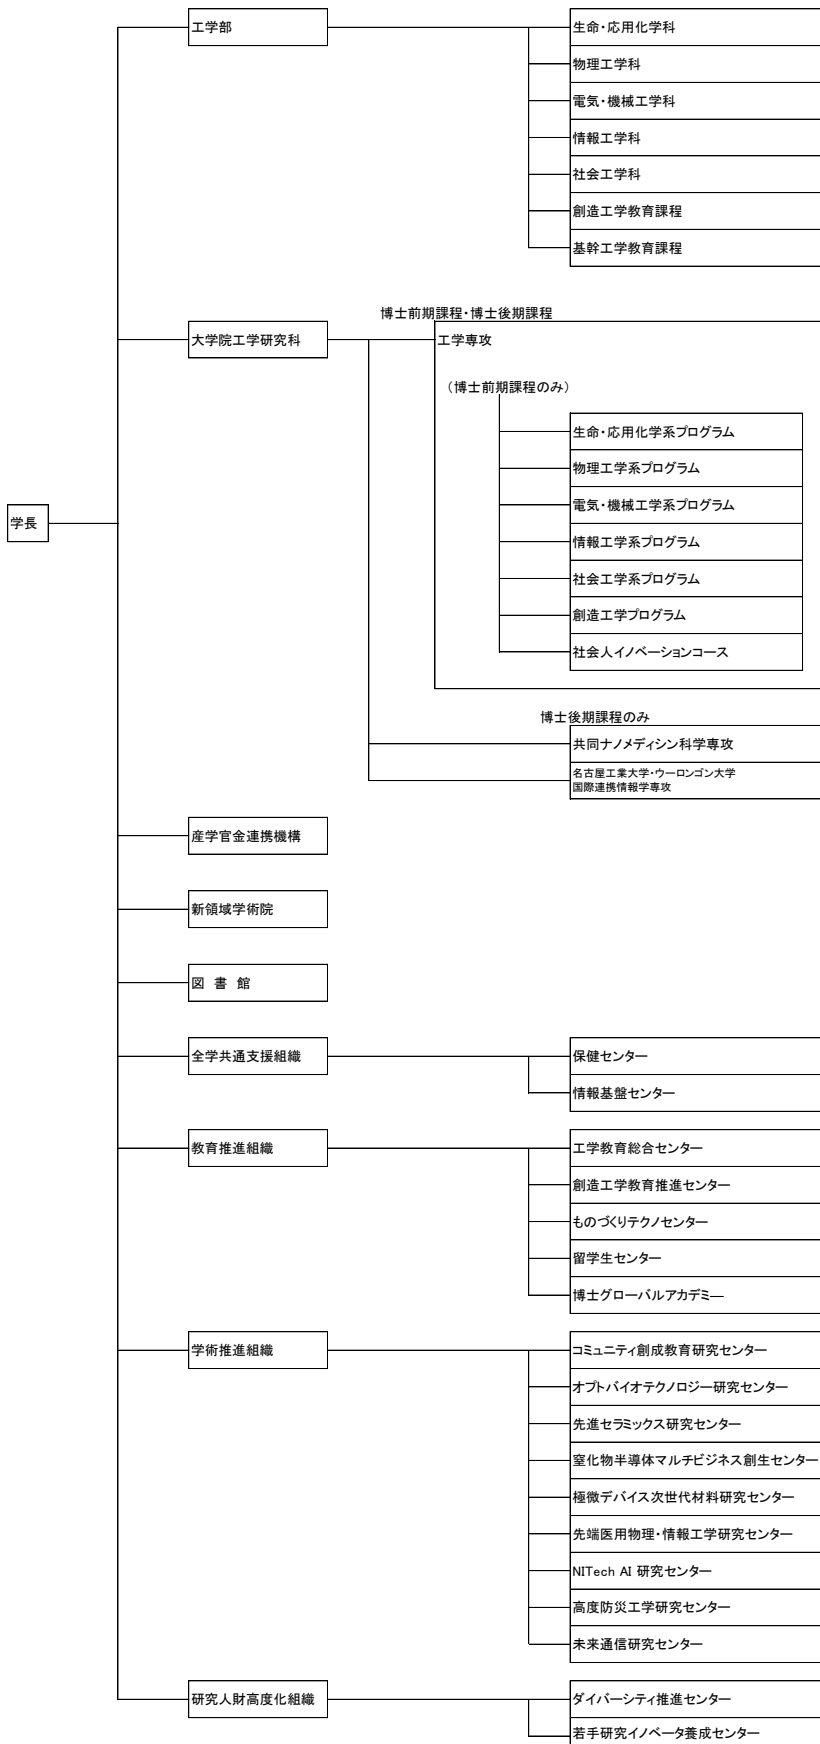 工学部
生命・応用化学科
物理工学科
電気・機械工学科
情報工学科
社会工学科
創造工学教育課程
基幹工学教育課程
博士前期課程・博士後期課程
大学院工学研究科
工学専攻
(博士前期課程のみ)
生命・応用化学系プログラム
物理工学系プログラム
電気・機械工学系プログラム
学長
情報工学系プログラム
社会工学系プログラム
創造工学プログラム
社会人イノベーションコース
博士後期課程のみ
共同ナノメディシン科学専攻
名古屋工業大学・ウーロンゴン大学
国際連携情報学専攻
産学官金連携機構
新領域学術院
図 書 館
全学共通支援組織
保健センター
情報基盤センター
教育推進組織
工学教育総合センター
創造工学教育推進センター
ものづくりテクノセンター
留学生センター
博士グローバルアカデミー
学術推進組織
コミュニティ創成教育研究センター
オプトバイオテクノロジー研究センター
先進セラミックス研究センター
窒化物半導体マルチビジネス創生センター
極微デバイス次世代材料研究センター
先端医用物理・情報工学研究センター
NITech AI 研究センター
高度防災工学研究センター
未来通信研究センター
研究人財高度化組織
ダイバーシティ推進センター
若手研究イノベータ養成センター